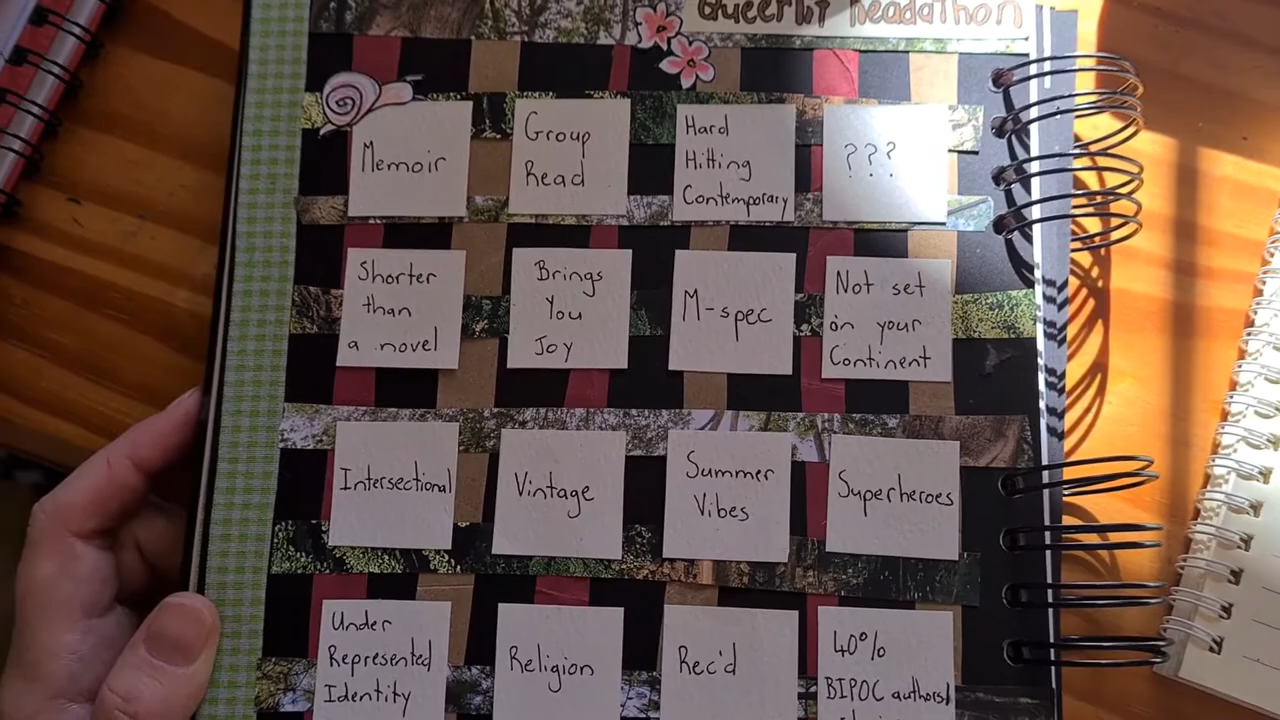 Queerlit Readathon
Memoir
Group
Read
Hard
Hitting
Contemporary
???
Shorter
than
a novel
Brings
You
Joy
M-spec
Not set
on your
Continent
Intersectional
Vintage
Summer
Vibes
Superheroes
Under
Represented
Identity
Religion
Rec'd
40%
BIPOC authors/